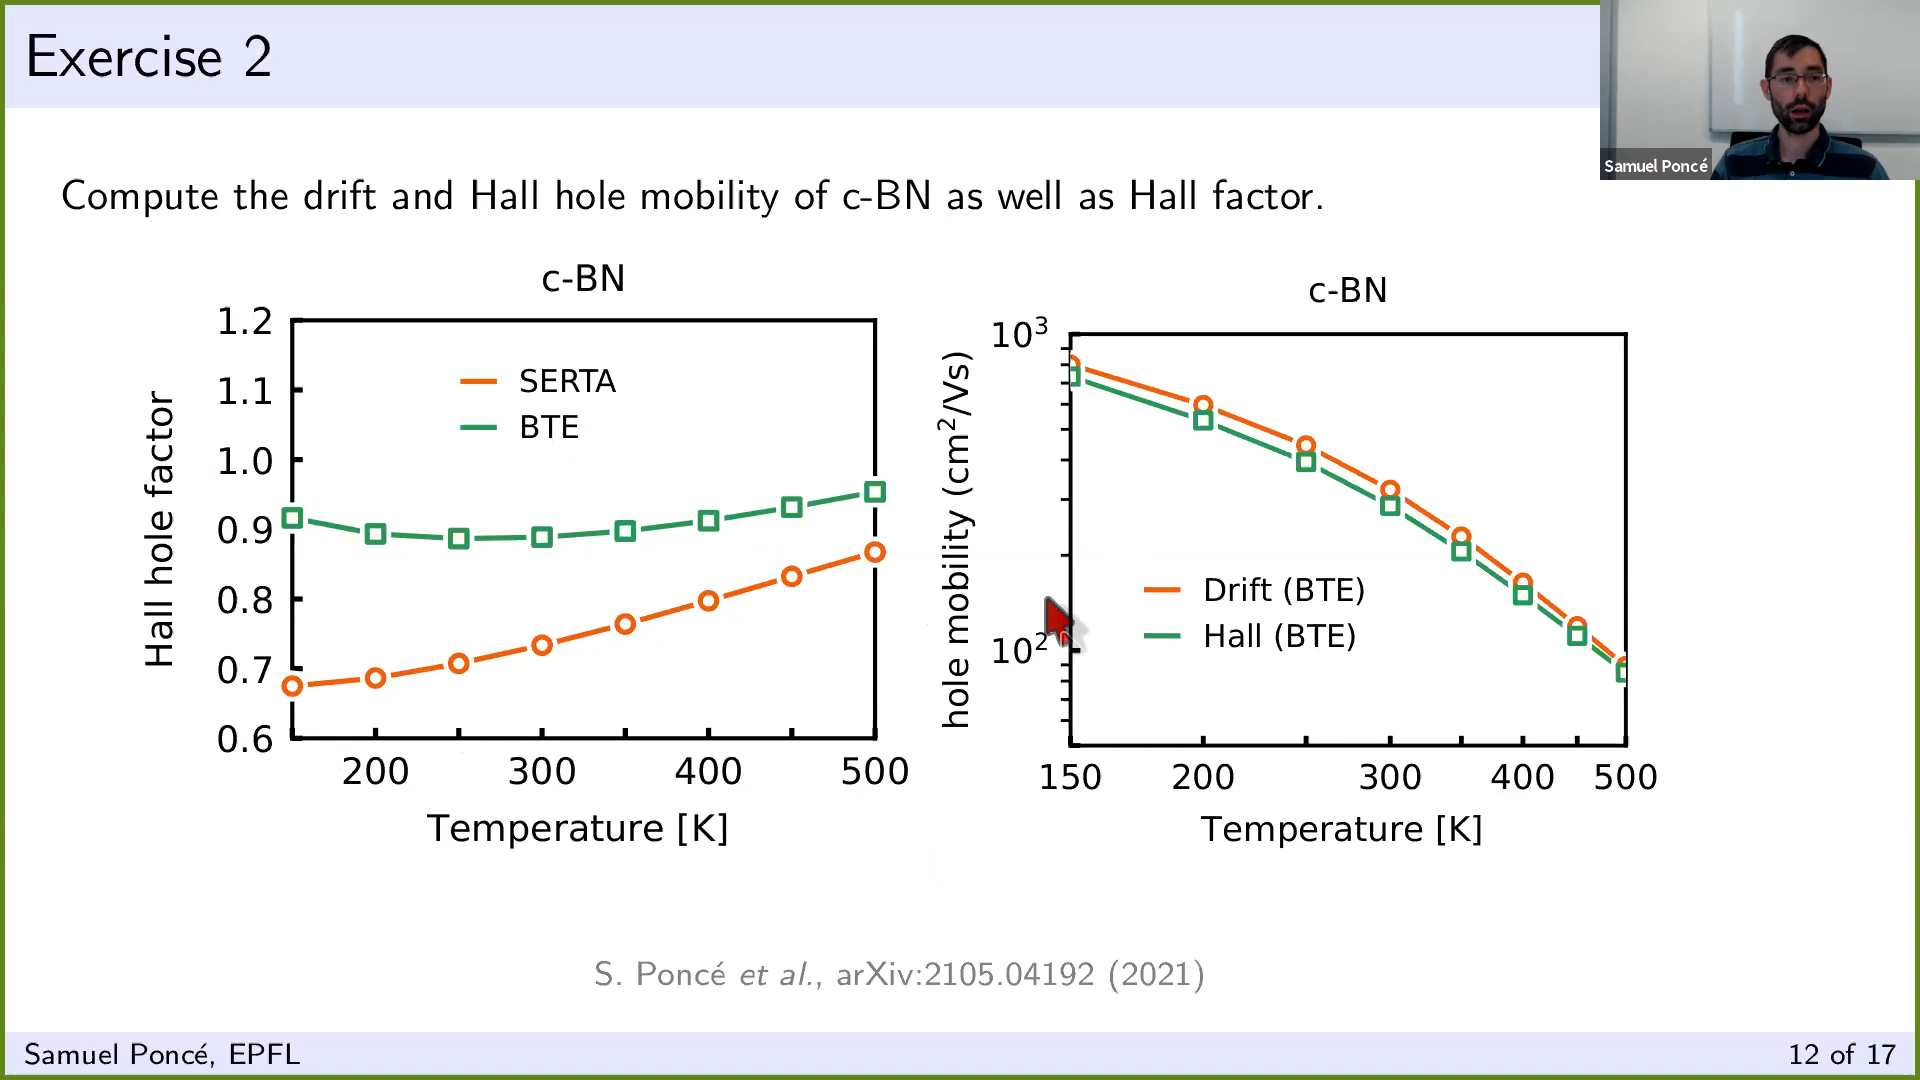 Exercise 2
Samuel Poncé
Compute the drift and Hall hole mobility of c-BN as well as Hall factor.
c-BN
1.2
1.1
1.0
0.9
0.8
0.7
0.6
Hall hole factor
SERTA
BTE
200 300 400 500
Temperature [K]
c-BN
10³
10²
hole mobility (cm²/Vs)
Drift (BTE)
Hall (BTE)
150 200 300 400 500
Temperature [K]
S. Poncé et al., arXiv:2105.04192 (2021)
Samuel Poncé, EPFL
12 of 17